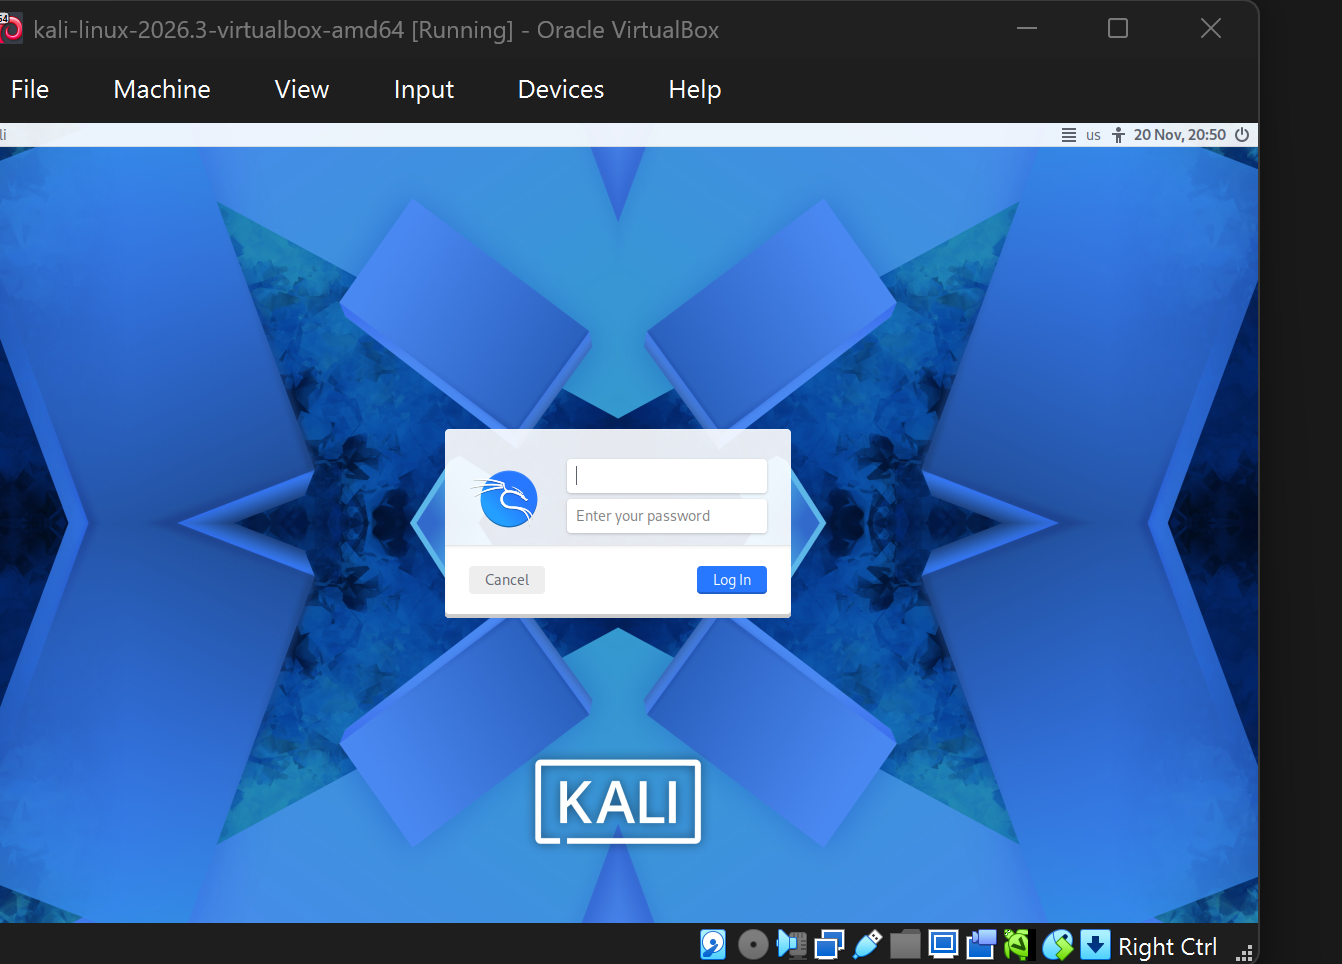 kali-linux-2026.3-virtualbox-amd64 [Running] - Oracle VirtualBox
File Machine View Input Devices Help
li us 20 Nov, 20:50
Enter your password
Cancel Log In
KALI
Right Ctrl